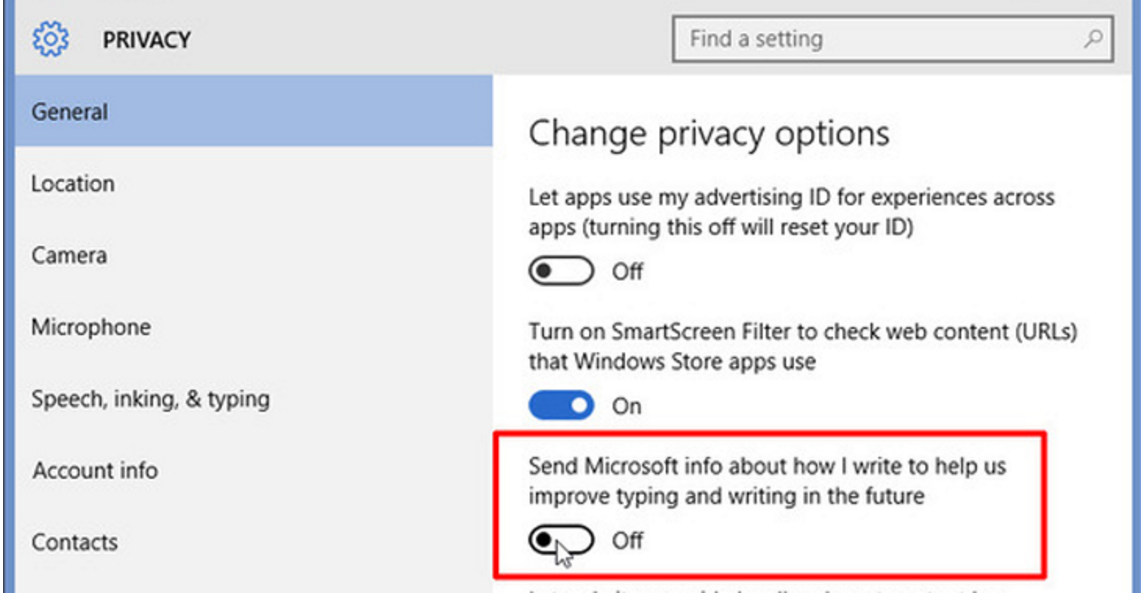 PRIVACY
Find a setting
General
Location
Camera
Microphone
Speech, inking, & typing
Account info
Contacts
Change privacy options
Let apps use my advertising ID for experiences across
apps (turning this off will reset your ID)
Off
Turn on SmartScreen Filter to check web content (URLs)
that Windows Store apps use
On
Send Microsoft info about how I write to help us
improve typing and writing in the future
Off